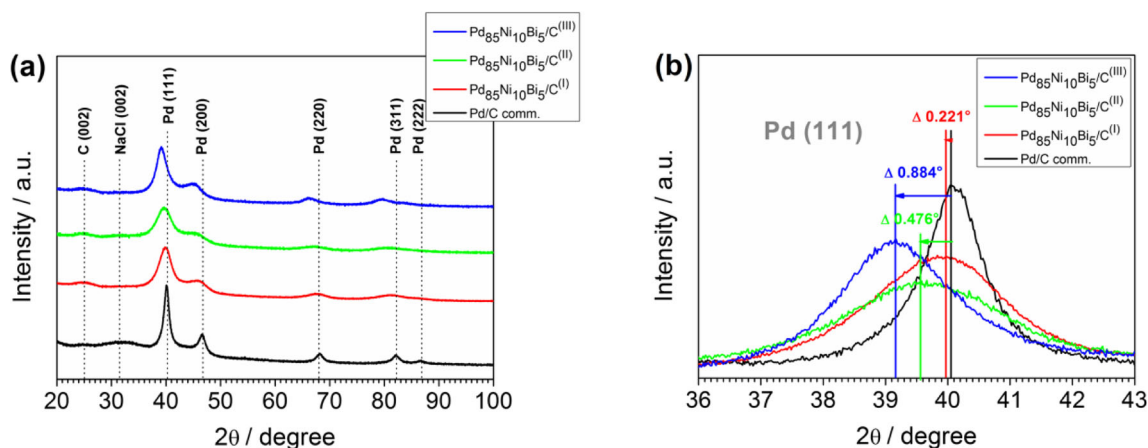 (a)
Pd₈₅Ni₁₀Bi₅/C⁽ᴵᴵᴵ⁾
Pd₈₅Ni₁₀Bi₅/C⁽ᴵᴵ⁾
Pd₈₅Ni₁₀Bi₅/C⁽ᴵ⁾
Pd/C comm.
C (002)
NaCl (002)
Pd (111)
Pd (200)
Pd (220)
Pd (311)
Pd (222)
Intensity / a.u.
20 30 40 50 60 70 80 90 100
2θ / degree
(b)
Pd₈₅Ni₁₀Bi₅/C⁽ᴵᴵᴵ⁾
Pd₈₅Ni₁₀Bi₅/C⁽ᴵᴵ⁾
Pd₈₅Ni₁₀Bi₅/C⁽ᴵ⁾
Pd/C comm.
Δ 0.221°
Pd (111)
Δ 0.884°
Δ 0.476°
Intensity / a.u.
36 37 38 39 40 41 42 43
2θ / degree